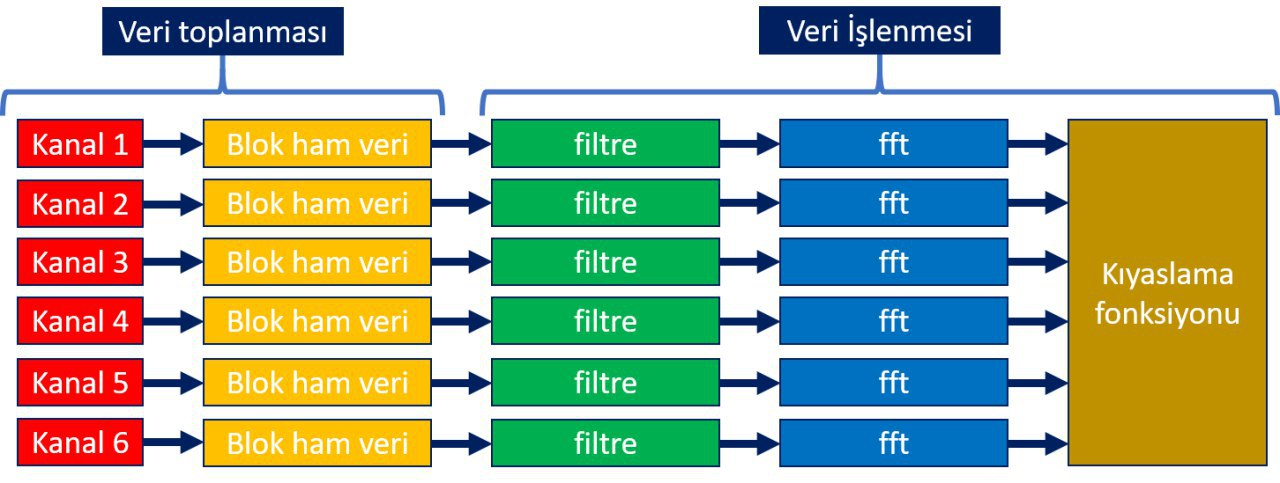 Veri toplanması
Veri İşlenmesi
Kanal 1
Blok ham veri
filtre
fft
Kanal 2
Blok ham veri
filtre
fft
Kanal 3
Blok ham veri
filtre
fft
Kanal 4
Blok ham veri
filtre
fft
Kanal 5
Blok ham veri
filtre
fft
Kanal 6
Blok ham veri
filtre
fft
Kıyaslama
fonksiyonu